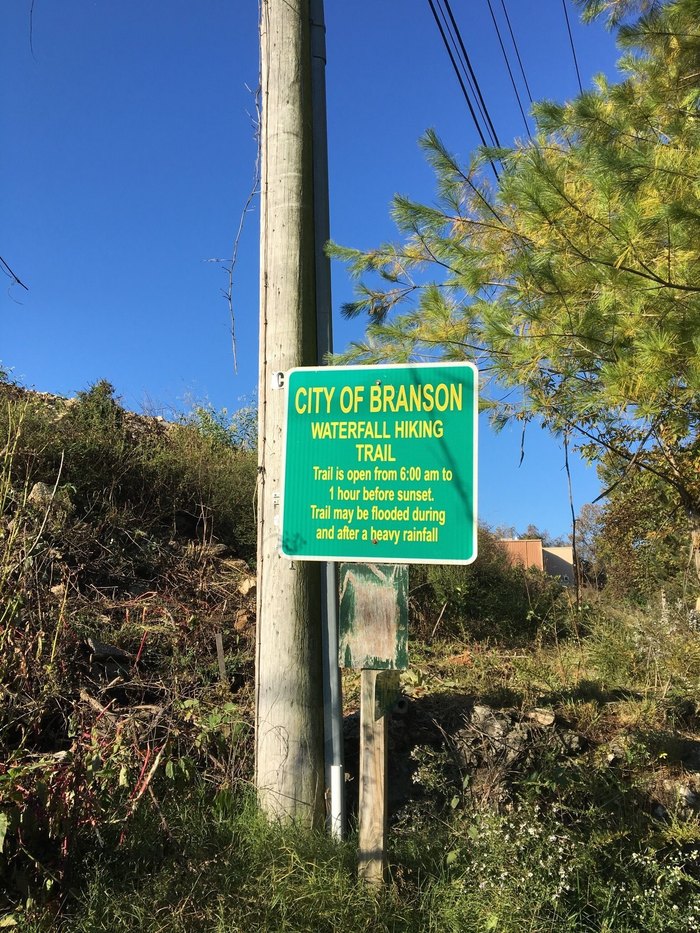 CITY OF BRANSON
WATERFALL HIKING
TRAIL
Trail is open from 6:00 am to
1 hour before sunset.
Trail may be flooded during
and after a heavy rainfall
C